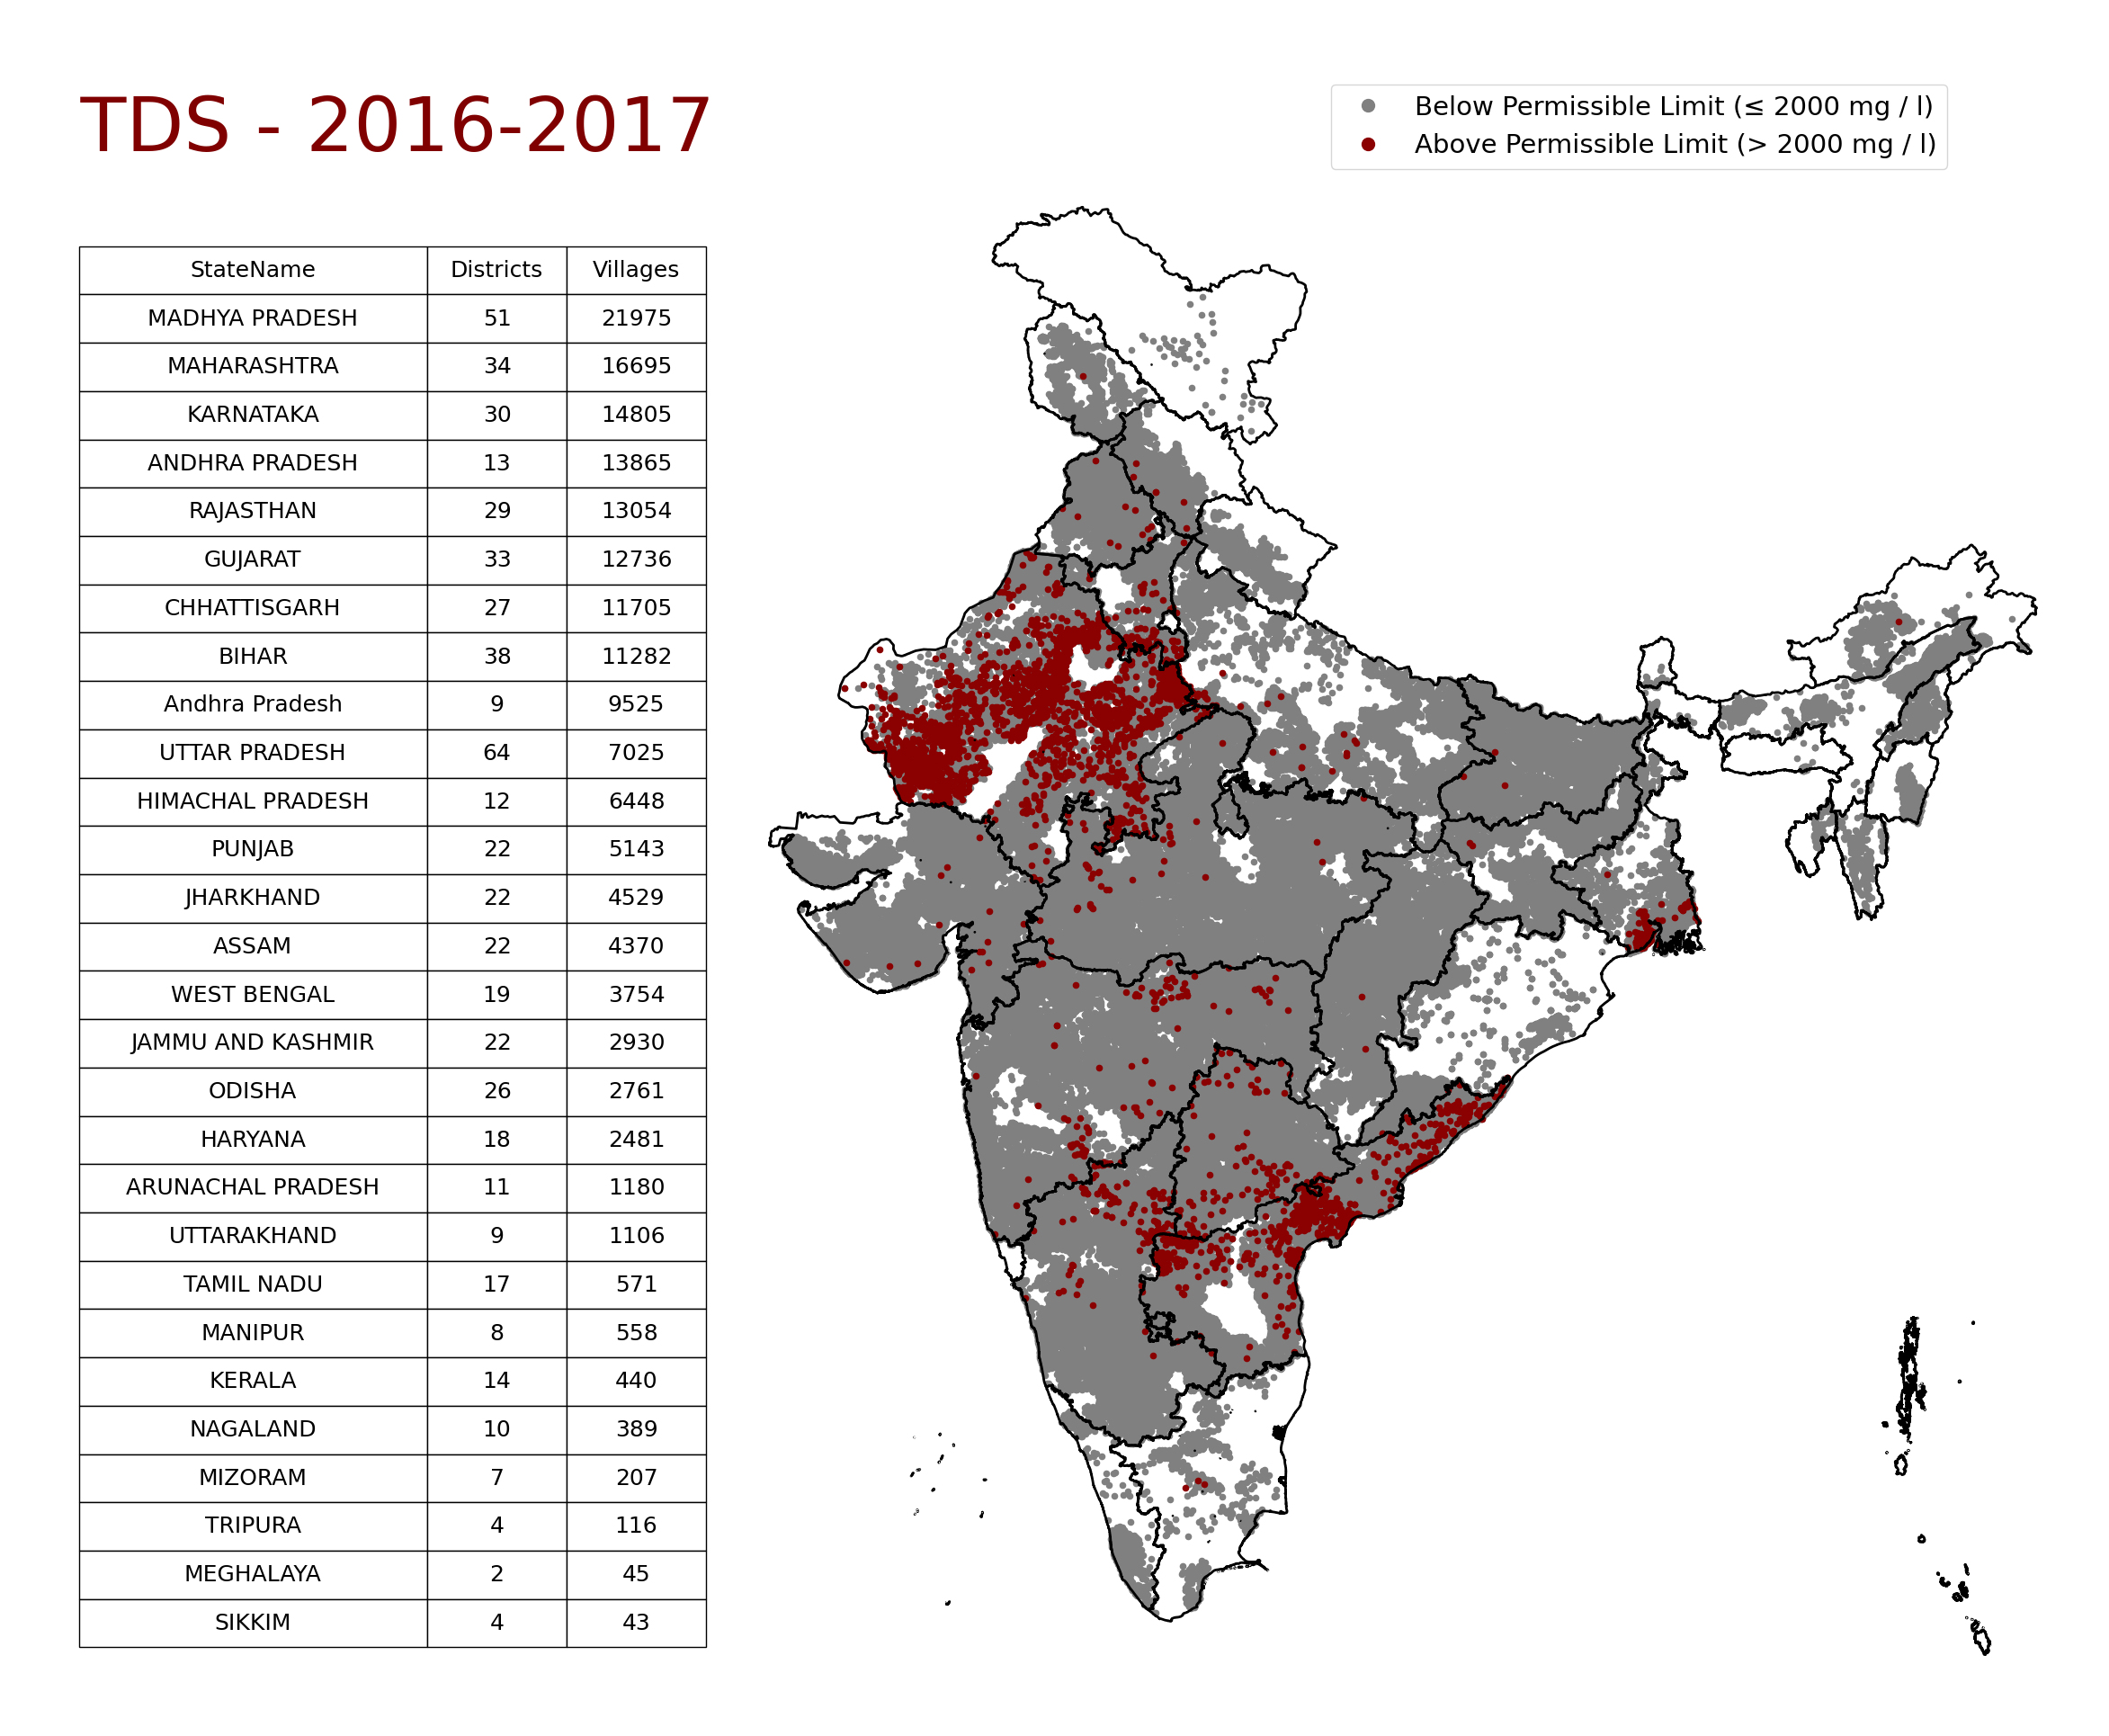 TDS - 2016-2017
Below Permissible Limit (≤ 2000 mg / l)
Above Permissible Limit (> 2000 mg / l)
StateName Districts Villages
MADHYA PRADESH 51 21975
MAHARASHTRA 34 16695
KARNATAKA 30 14805
ANDHRA PRADESH 13 13865
RAJASTHAN 29 13054
GUJARAT 33 12736
CHHATTISGARH 27 11705
BIHAR 38 11282
Andhra Pradesh 9 9525
UTTAR PRADESH 64 7025
HIMACHAL PRADESH 12 6448
PUNJAB 22 5143
JHARKHAND 22 4529
ASSAM 22 4370
WEST BENGAL 19 3754
JAMMU AND KASHMIR 22 2930
ODISHA 26 2761
HARYANA 18 2481
ARUNACHAL PRADESH 11 1180
UTTARAKHAND 9 1106
TAMIL NADU 17 571
MANIPUR 8 558
KERALA 14 440
NAGALAND 10 389
MIZORAM 7 207
TRIPURA 4 116
MEGHALAYA 2 45
SIKKIM 4 43